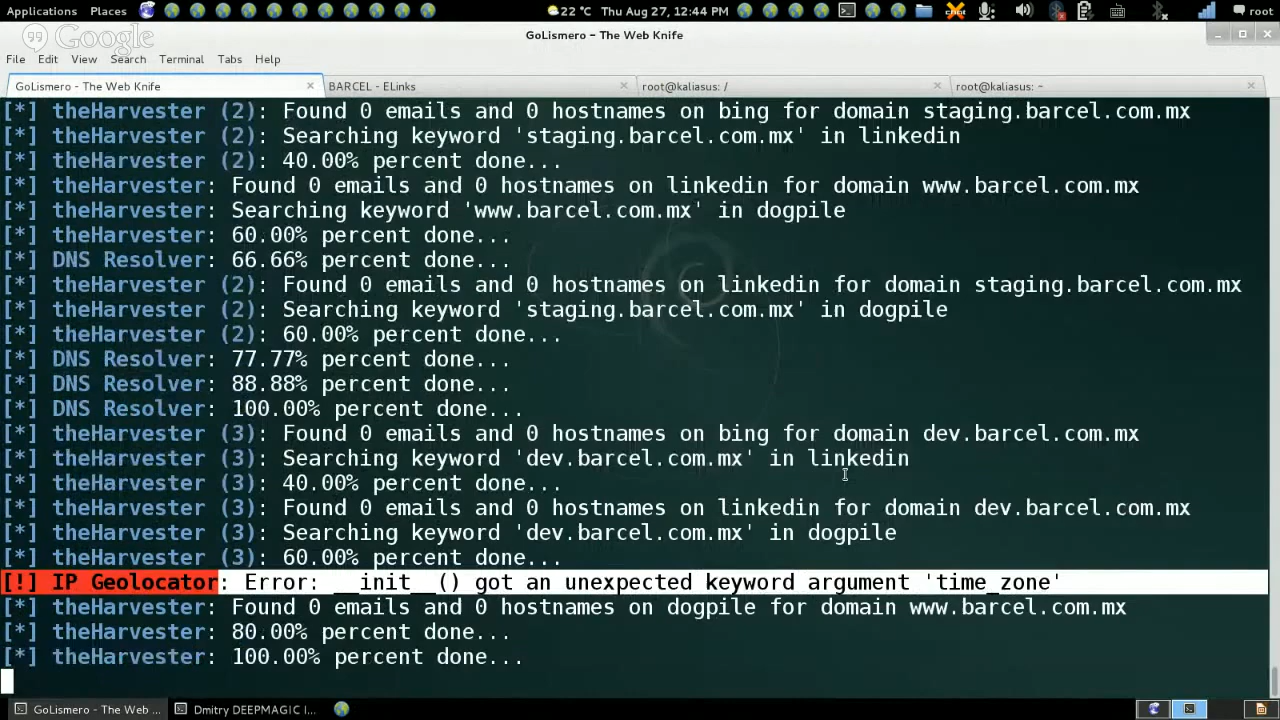 Applications Places 22 °C Thu Aug 27, 12:44 PM root
Google
GoLismero - The Web Knife
File Edit View Search Terminal Tabs Help
GoLismero - The Web Knife × BARCEL - ELinks × root@kaliasus: / × root@kaliasus: ~ ×
[*] theHarvester (2): Found 0 emails and 0 hostnames on bing for domain staging.barcel.com.mx
[*] theHarvester (2): Searching keyword 'staging.barcel.com.mx' in linkedin
[*] theHarvester (2): 40.00% percent done...
[*] theHarvester: Found 0 emails and 0 hostnames on linkedin for domain www.barcel.com.mx
[*] theHarvester: Searching keyword 'www.barcel.com.mx' in dogpile
[*] theHarvester: 60.00% percent done...
[*] DNS Resolver: 66.66% percent done...
[*] theHarvester (2): Found 0 emails and 0 hostnames on linkedin for domain staging.barcel.com.mx
[*] theHarvester (2): Searching keyword 'staging.barcel.com.mx' in dogpile
[*] theHarvester (2): 60.00% percent done...
[*] DNS Resolver: 77.77% percent done...
[*] DNS Resolver: 88.88% percent done...
[*] DNS Resolver: 100.00% percent done...
[*] theHarvester (3): Found 0 emails and 0 hostnames on bing for domain dev.barcel.com.mx
[*] theHarvester (3): Searching keyword 'dev.barcel.com.mx' in linkedin
[*] theHarvester (3): 40.00% percent done...
[*] theHarvester (3): Found 0 emails and 0 hostnames on linkedin for domain dev.barcel.com.mx
[*] theHarvester (3): Searching keyword 'dev.barcel.com.mx' in dogpile
[*] theHarvester (3): 60.00% percent done...
[!] IP Geolocator: Error: __init__() got an unexpected keyword argument 'time_zone'
[*] theHarvester: Found 0 emails and 0 hostnames on dogpile for domain www.barcel.com.mx
[*] theHarvester: 80.00% percent done...
[*] theHarvester: 100.00% percent done...
GoLismero - The Web ... Dmitry DEEPMAGIC I...